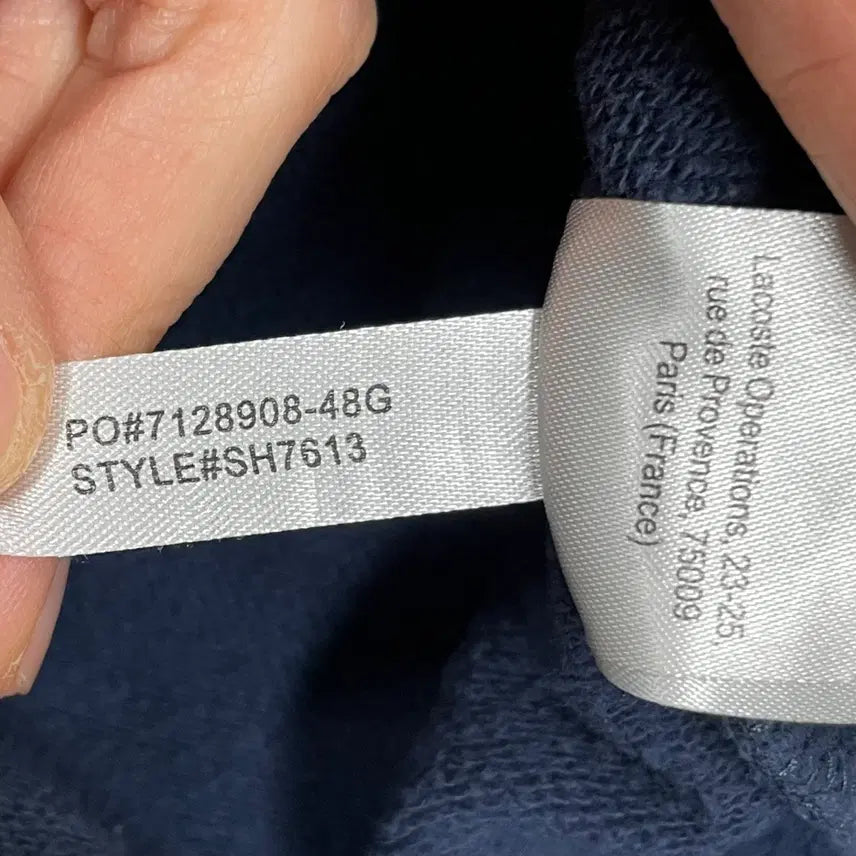 PO#7128908-48G
STYLE#SH7613
Lacoste Operations, 23-25,
rue de Provence, 75009
Paris (France)